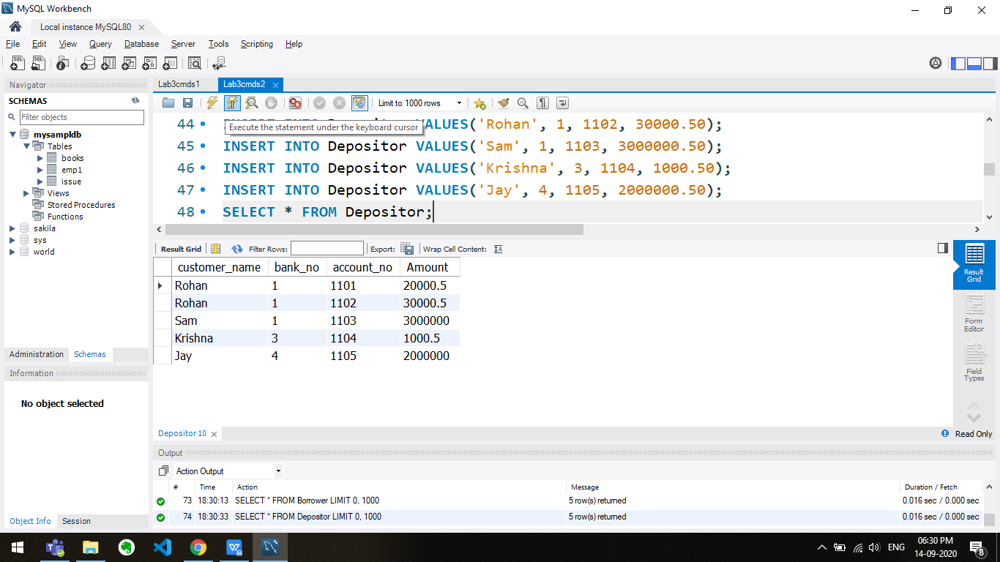 MySQL Workbench
Local instance MySQL80
File Edit View Query Database Server Tools Scripting Help
Navigator
SCHEMAS
Filter objects
mysampldb
Tables
books
emp1
issue
Views
Stored Procedures
Functions
sakila
sys
world
Administration Schemas
Information
No object selected
Object Info Session
Lab3cmds1 Lab3cmds2
Limit to 1000 rows
Execute the statement under the keyboard cursor
44 VALUES('Rohan', 1, 1102, 30000.50);
45 INSERT INTO Depositor VALUES('Sam', 1, 1103, 3000000.50);
46 INSERT INTO Depositor VALUES('Krishna', 3, 1104, 1000.50);
47 INSERT INTO Depositor VALUES('Jay', 4, 1105, 2000000.50);
48 SELECT * FROM Depositor;
Result Grid Filter Rows: Export: Wrap Cell Content:
customer_name bank_no account_no Amount
Rohan 1 1101 20000.5
Rohan 1 1102 30000.5
Sam 1 1103 3000000
Krishna 3 1104 1000.5
Jay 4 1105 2000000
Result
Grid
Form
Editor
Field
Types
Depositor 10
Read Only
Output
Action Output
# Time Action Message Duration / Fetch
73 18:30:13 SELECT * FROM Borrower LIMIT 0, 1000 5 row(s) returned 0.016 sec / 0.000 sec
74 18:30:33 SELECT * FROM Depositor LIMIT 0, 1000 5 row(s) returned 0.016 sec / 0.000 sec
ENG
06:30 PM
14-09-2020
8